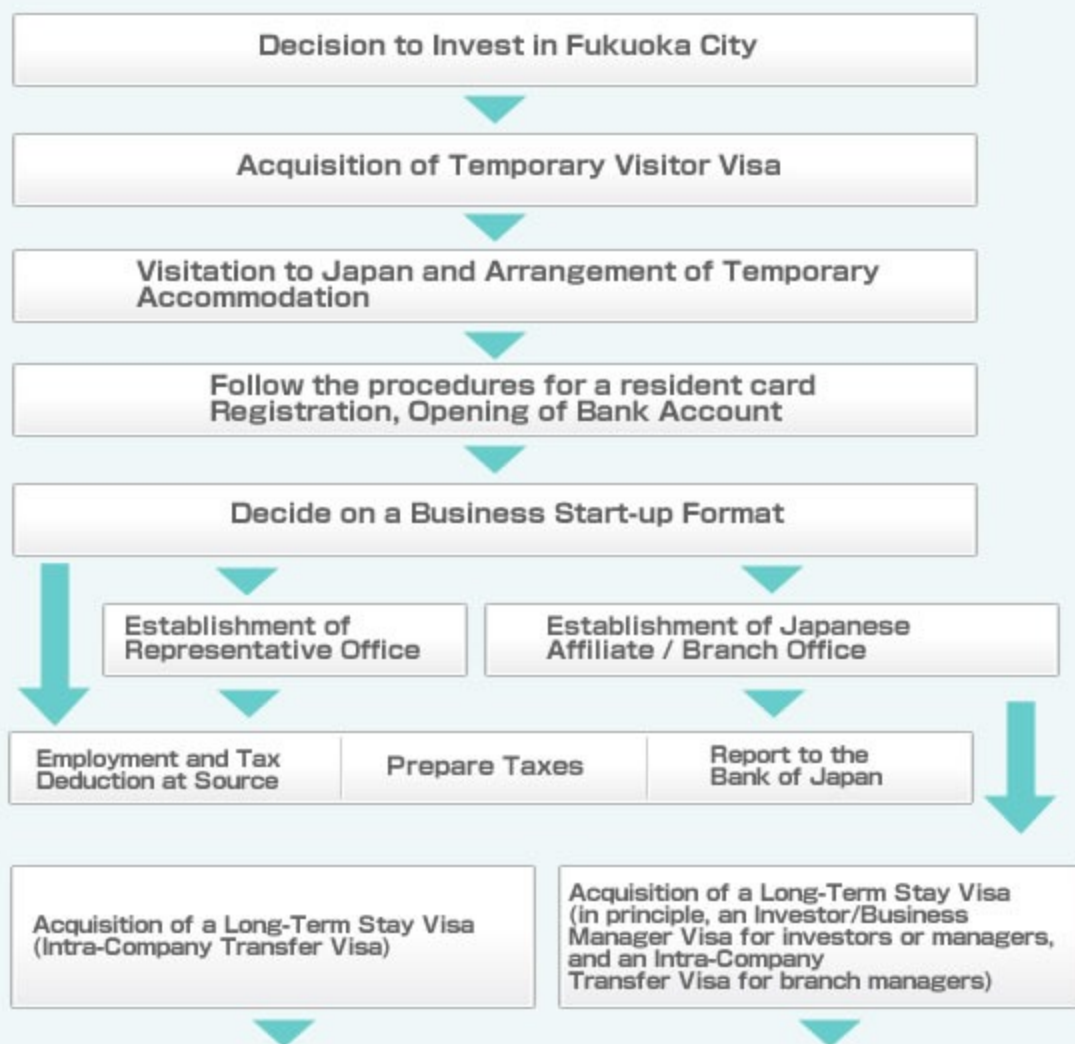 Decision to Invest in Fukuoka City
Acquisition of Temporary Visitor Visa
Visitation to Japan and Arrangement of Temporary
Accommodation
Follow the procedures for a resident card
Registration, Opening of Bank Account
Decide on a Business Start-up Format
Establishment of
Representative Office
Establishment of Japanese
Affiliate / Branch Office
Employment and Tax
Deduction at Source
Prepare Taxes
Report to the
Bank of Japan
Acquisition of a Long-Term Stay Visa
(Intra-Company Transfer Visa)
Acquisition of a Long-Term Stay Visa
(in principle, an Investor/Business
Manager Visa for investors or managers,
and an Intra-Company
Transfer Visa for branch managers)